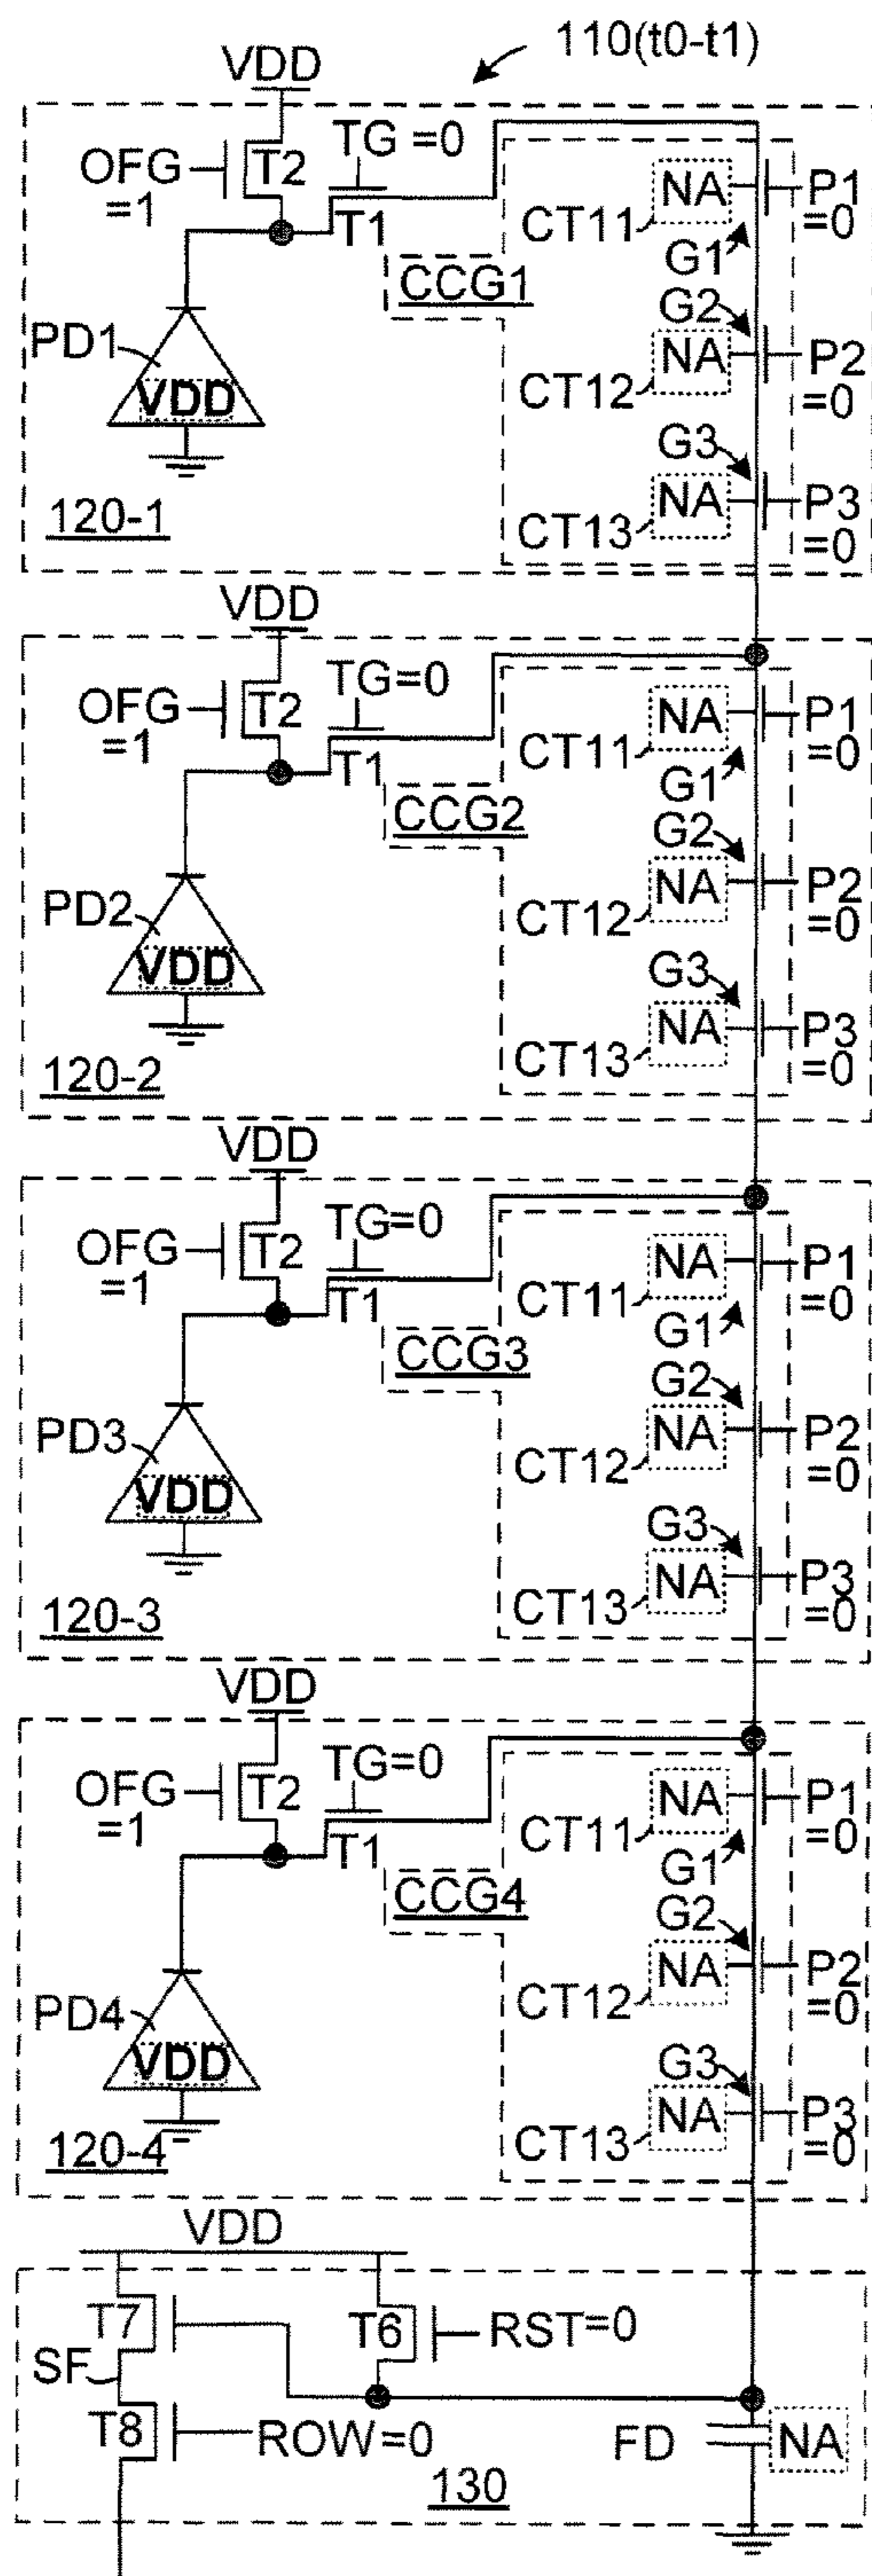 110(t0-t1)
VDD
OFG
=1
T2
TG =0
T1
NA
P1
=0
CT11
G1
CCG1
G2
PD1
NA
P2
=0
CT12
VDD
G3
NA
P3
=0
CT13
120-1
VDD
OFG
=1
T2
TG=0
T1
NA
P1
=0
CT11
G1
CCG2
G2
PD2
NA
P2
=0
CT12
VDD
G3
NA
P3
=0
CT13
120-2
VDD
OFG
=1
T2
TG=0
T1
NA
P1
=0
CT11
G1
CCG3
G2
PD3
NA
P2
=0
CT12
VDD
G3
NA
P3
=0
CT13
120-3
VDD
OFG
=1
T2
TG=0
T1
NA
P1
=0
CT11
G1
CCG4
G2
PD4
NA
P2
=0
CT12
VDD
G3
NA
P3
=0
CT13
120-4
VDD
T7
T6
RST=0
SF
T8
ROW=0
FD
NA
130